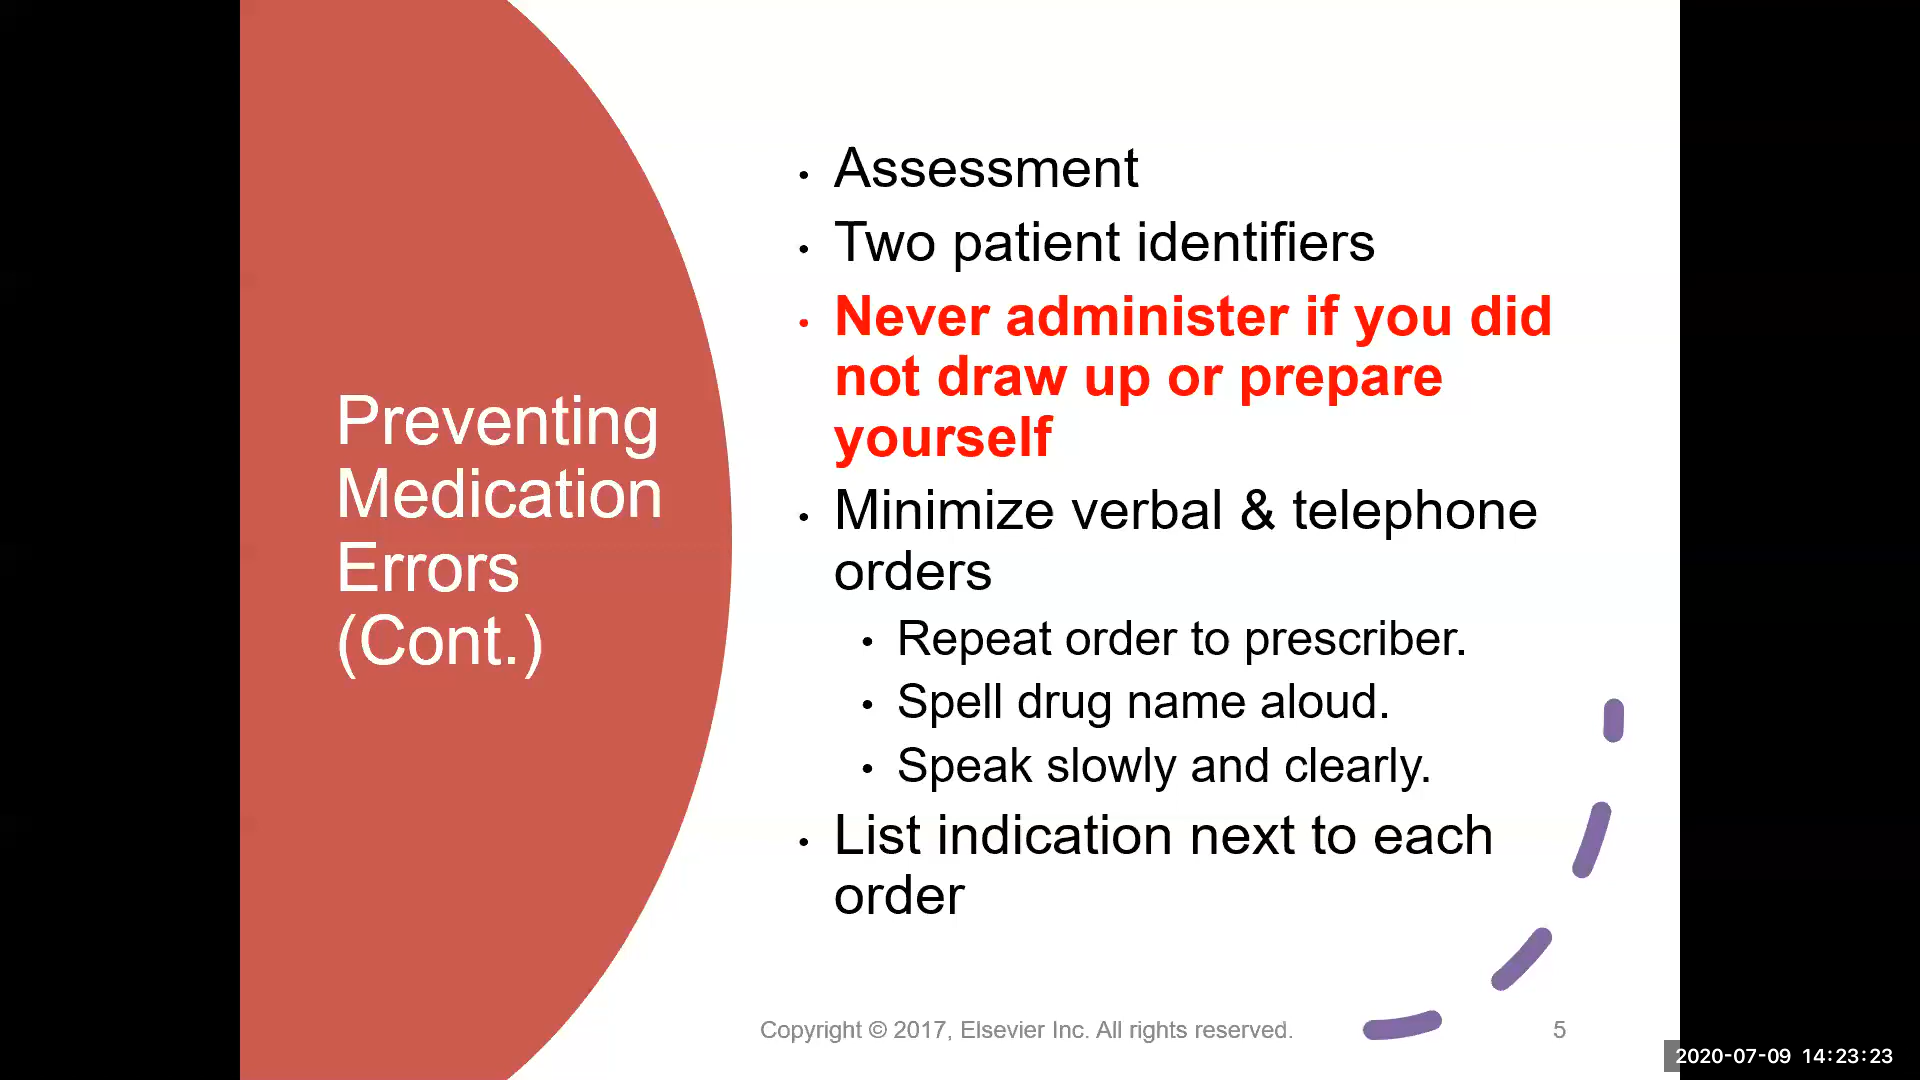 Preventing
Medication
Errors
(Cont.)
• Assessment
• Two patient identifiers
• Never administer if you did
not draw up or prepare
yourself
• Minimize verbal & telephone
orders
• Repeat order to prescriber.
• Spell drug name aloud.
• Speak slowly and clearly.
• List indication next to each
order
Copyright © 2017, Elsevier Inc. All rights reserved.
5
2020-07-09 14:23:23